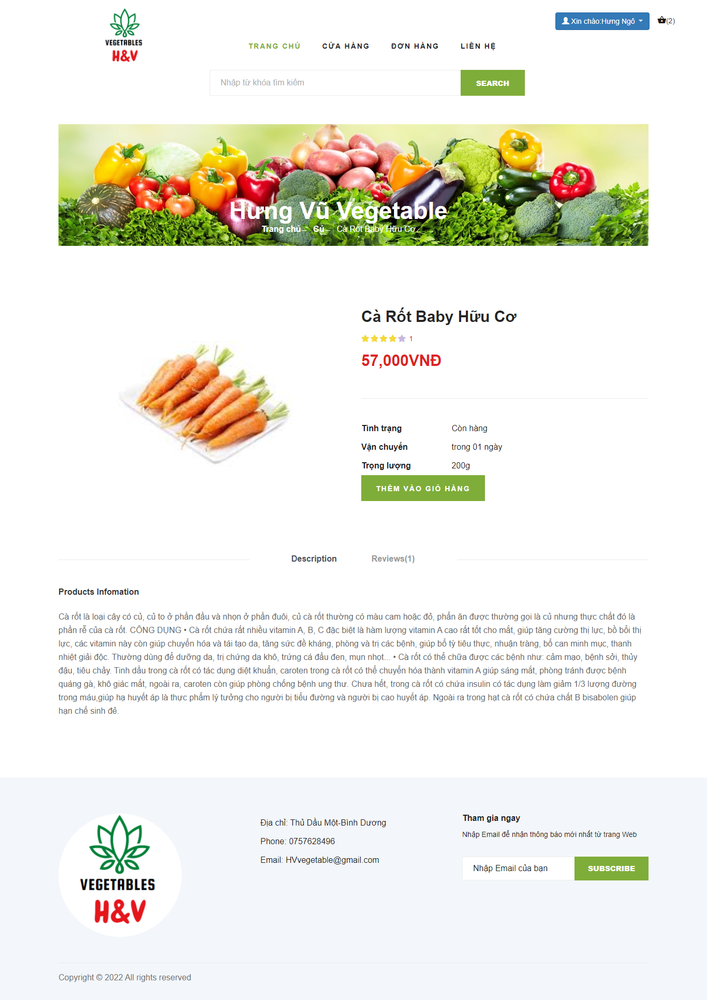 VEGETABLES
H&V
Xin chào:Hưng Ngô
(2)
TRANG CHỦ
CỬA HÀNG
ĐƠN HÀNG
LIÊN HỆ
Nhập từ khóa tìm kiếm
SEARCH
Hưng Vũ Vegetable
Trang chủ – Củ – Cà Rốt Baby Hữu Cơ
Cà Rốt Baby Hữu Cơ
1
57,000VNĐ
Tình trạng Còn hàng
Vận chuyển trong 01 ngày
Trọng lượng 200g
THÊM VÀO GIỎ HÀNG
Description
Reviews(1)
Products Infomation
Cà rốt là loại cây có củ, củ to ở phần đầu và nhọn ở phần đuôi, củ cà rốt thường có màu cam hoặc đỏ, phần ăn được thường gọi là củ nhưng thực chất đó là
phần rễ của cà rốt. CÔNG DỤNG • Cà rốt chứa rất nhiều vitamin A, B, C đặc biệt là hàm lượng vitamin A cao rất tốt cho mắt, giúp tăng cường thị lực, bồ bổi thị
lực, các vitamin này còn giúp chuyển hóa và tái tạo da, tăng sức đề kháng, phòng và trị các bệnh, giúp bổ tỳ tiêu thực, nhuận tràng, bổ can minh mục, thanh
nhiệt giải độc. Thường dùng để dưỡng da, trị chứng da khô, trứng cá đầu đen, mụn nhọt... • Cà rốt có thể chữa được các bệnh như: cảm mạo, bệnh sởi, thủy
đậu, tiêu chảy. Tinh dầu trong cà rốt có tác dụng diệt khuẩn, caroten trong cà rốt có thể chuyển hóa thành vitamin A giúp sáng mắt, phòng tránh được bệnh
quáng gà, khô giác mắt, ngoài ra, caroten còn giúp phòng chống bệnh ung thư. Chưa hết, trong cà rốt có chứa insulin có tác dụng làm giảm 1/3 lượng đường
trong máu,giúp hạ huyết áp là thực phẩm lý tưởng cho người bị tiểu đường và người bị cao huyết áp. Ngoài ra trong hạt cà rốt có chứa chất B bisabolen giúp
hạn chế sinh đẻ.
VEGETABLES
H&V
Địa chỉ: Thủ Dầu Một-Bình Dương
Phone: 0757628496
Email: HVvegetable@gmail.com
Tham gia ngay
Nhập Email để nhận thông báo mới nhất từ trang Web
Nhập Email của bạn
SUBSCRIBE
Copyright © 2022 All rights reserved